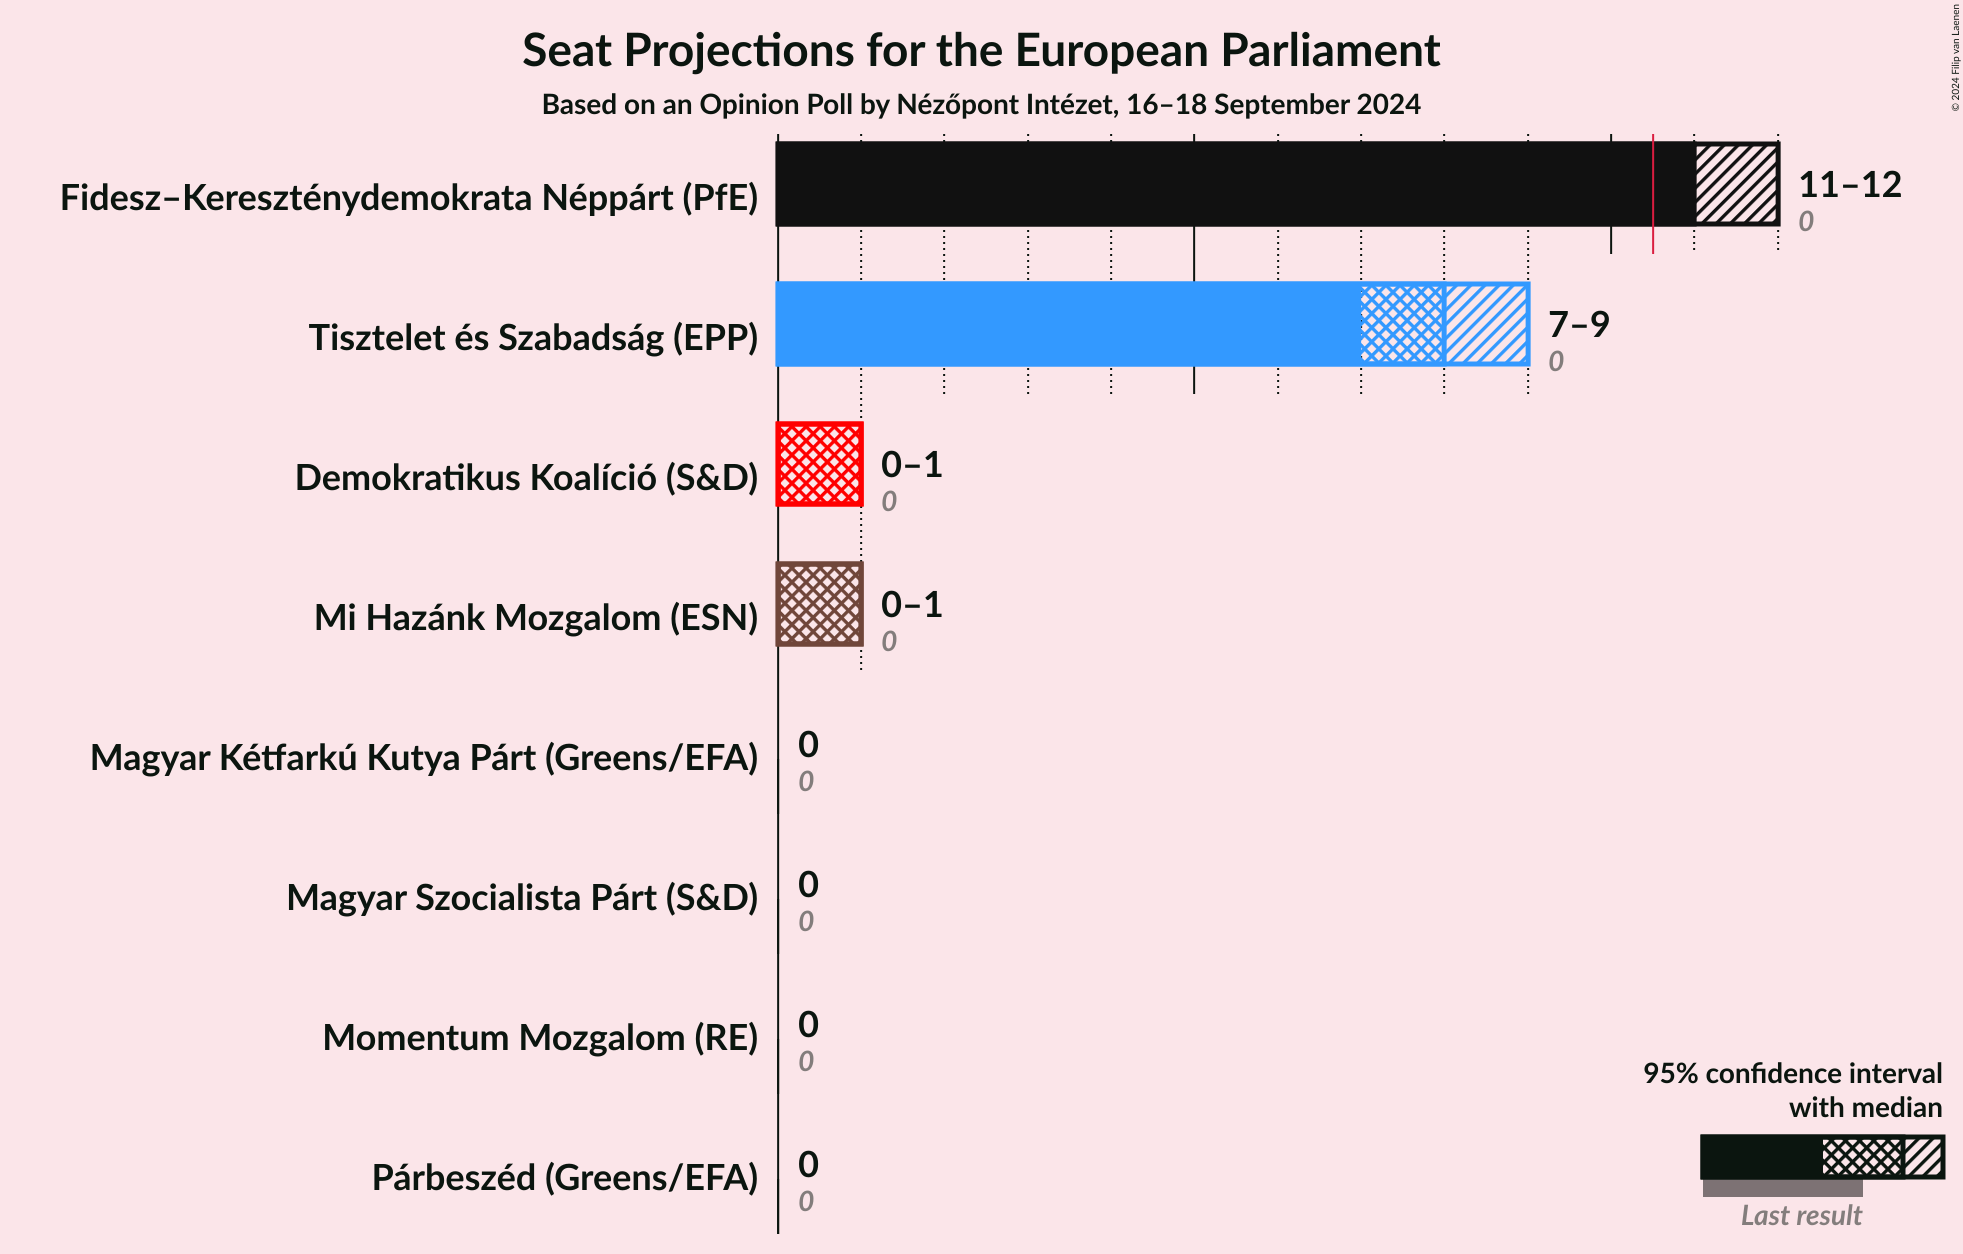 Seat Projections for the European Parliament
Based on an Opinion Poll by Nézőpont Intézet, 16–18 September 2024
© 2024 Filip van Laenen
Fidesz–Kereszténydemokrata Néppárt (PfE)
11–12
0
Tisztelet és Szabadság (EPP)
7–9
0
Demokratikus Koalíció (S&D)
0–1
0
Mi Hazánk Mozgalom (ESN)
0–1
0
Magyar Kétfarkú Kutya Párt (Greens/EFA)
0
0
Magyar Szocialista Párt (S&D)
0
0
Momentum Mozgalom (RE)
0
0
Párbeszéd (Greens/EFA)
0
0
95% confidence interval
with median
Last result